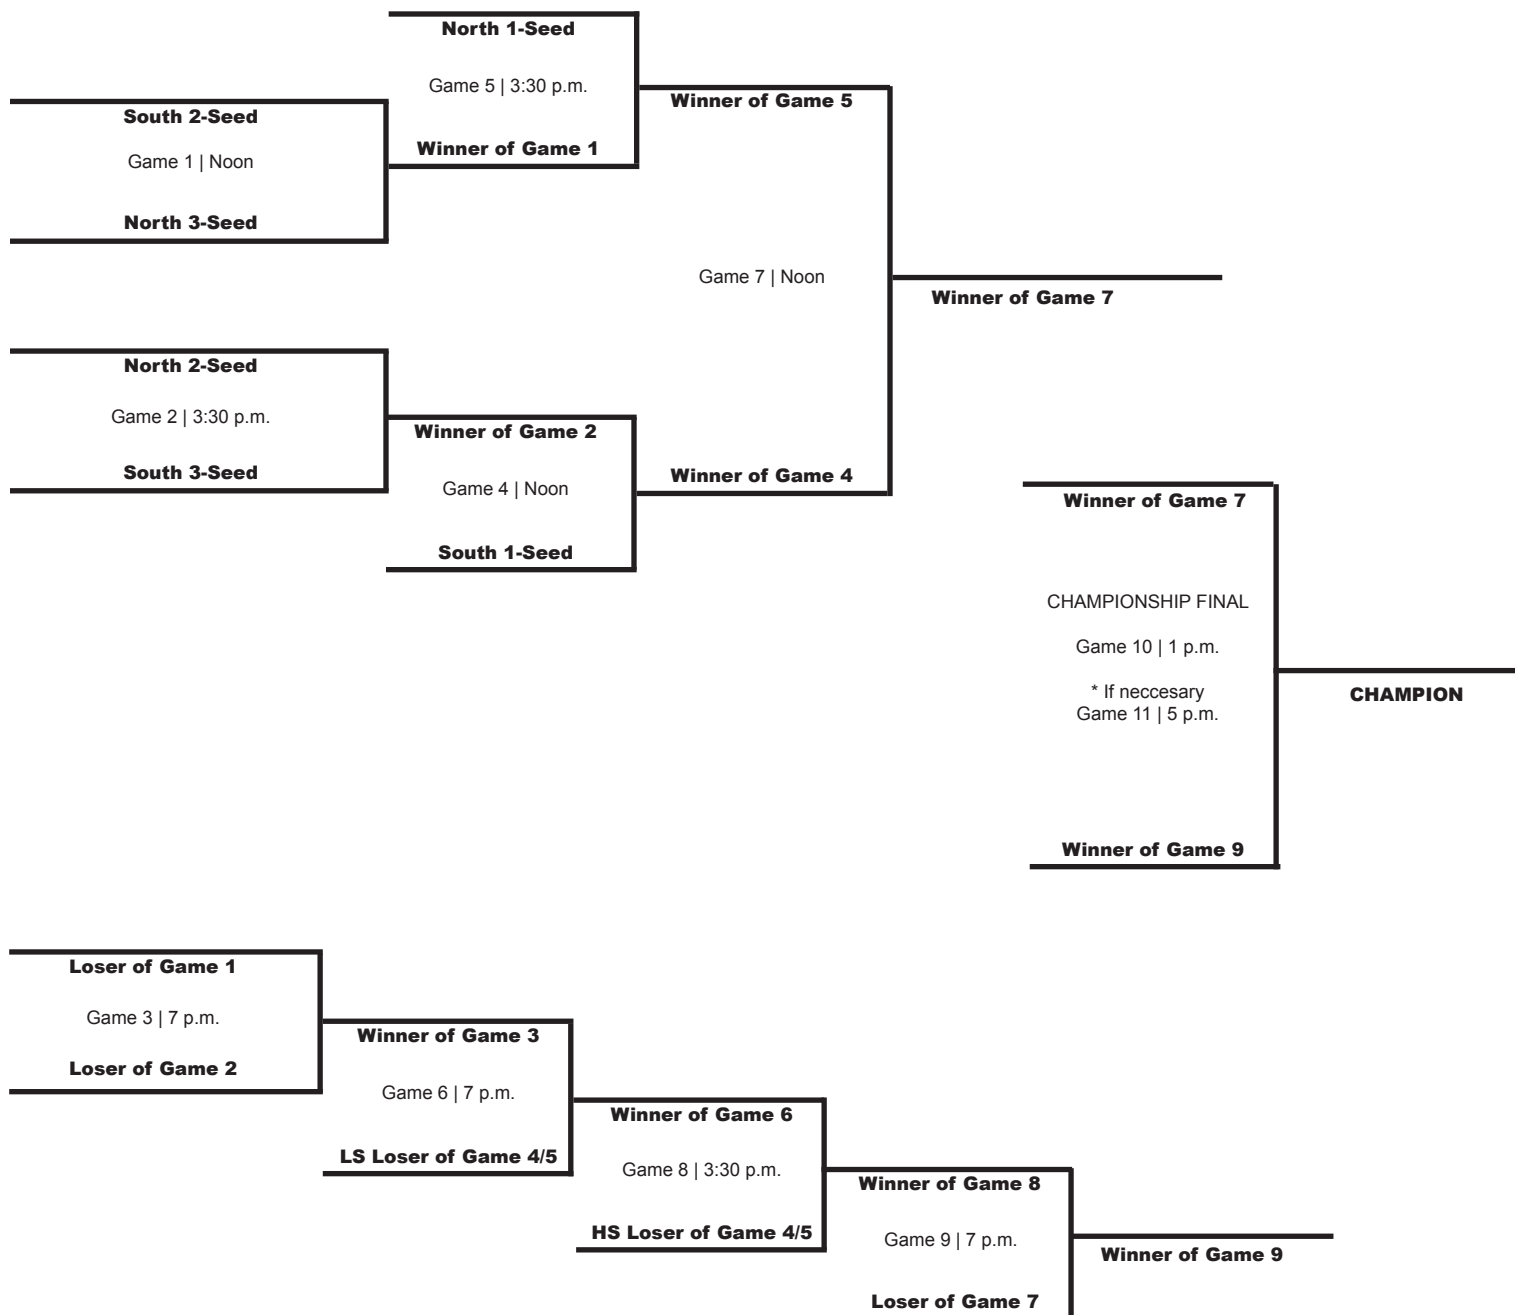 North 1-Seed
Game 5 | 3:30 p.m.
Winner of Game 1
South 2-Seed
Game 1 | Noon
North 3-Seed
Winner of Game 5
Game 7 | Noon
Winner of Game 4
Winner of Game 7
North 2-Seed
Game 2 | 3:30 p.m.
South 3-Seed
Winner of Game 2
Game 4 | Noon
South 1-Seed
Winner of Game 7
CHAMPIONSHIP FINAL
Game 10 | 1 p.m.
* If neccesary
Game 11 | 5 p.m.
Winner of Game 9
CHAMPION
Loser of Game 1
Game 3 | 7 p.m.
Loser of Game 2
Winner of Game 3
Game 6 | 7 p.m.
LS Loser of Game 4/5
Winner of Game 6
Game 8 | 3:30 p.m.
HS Loser of Game 4/5
Winner of Game 8
Game 9 | 7 p.m.
Loser of Game 7
Winner of Game 9